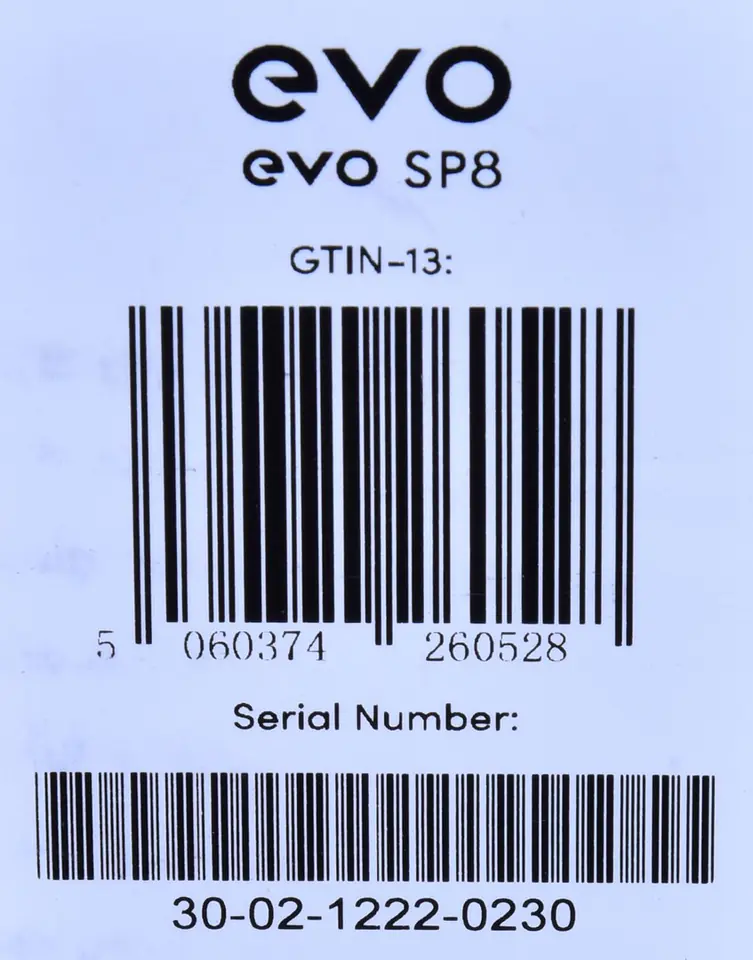 evo
evo SP8
GTIN-13:
5 060374 260528
Serial Number:
30-02-1222-0230